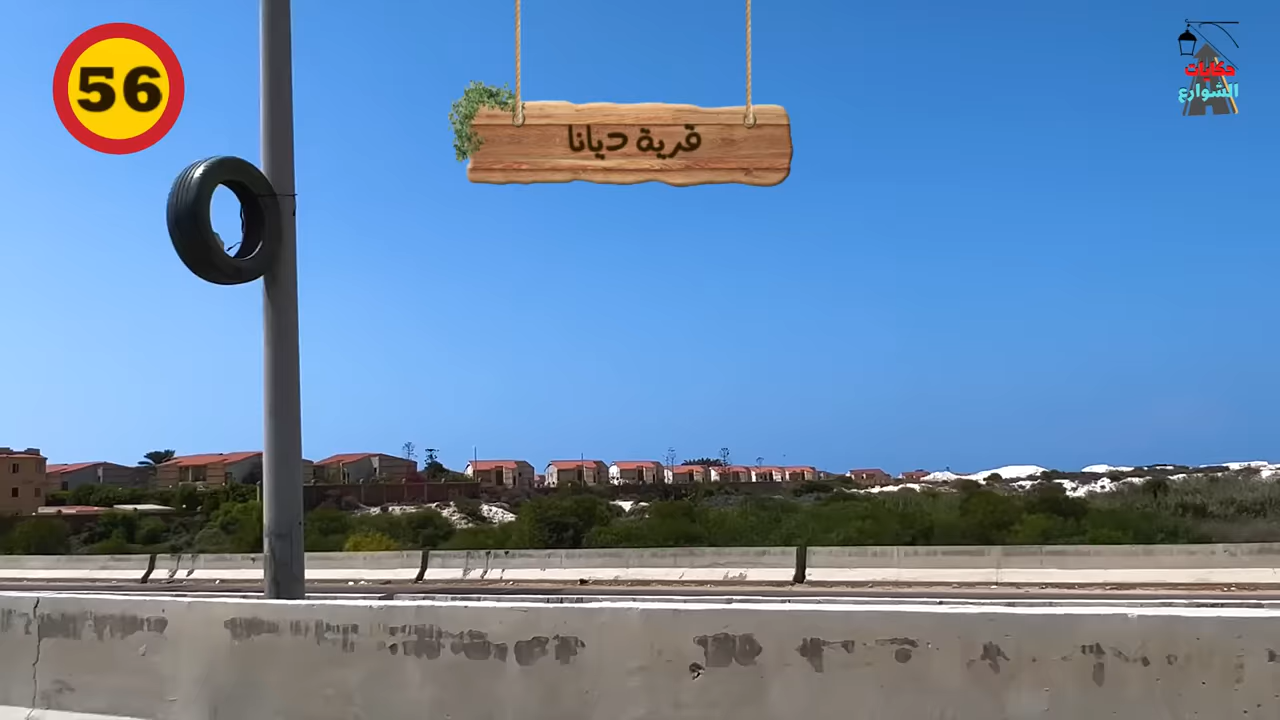 56
قرية ديانا
حكايات
الشوارع